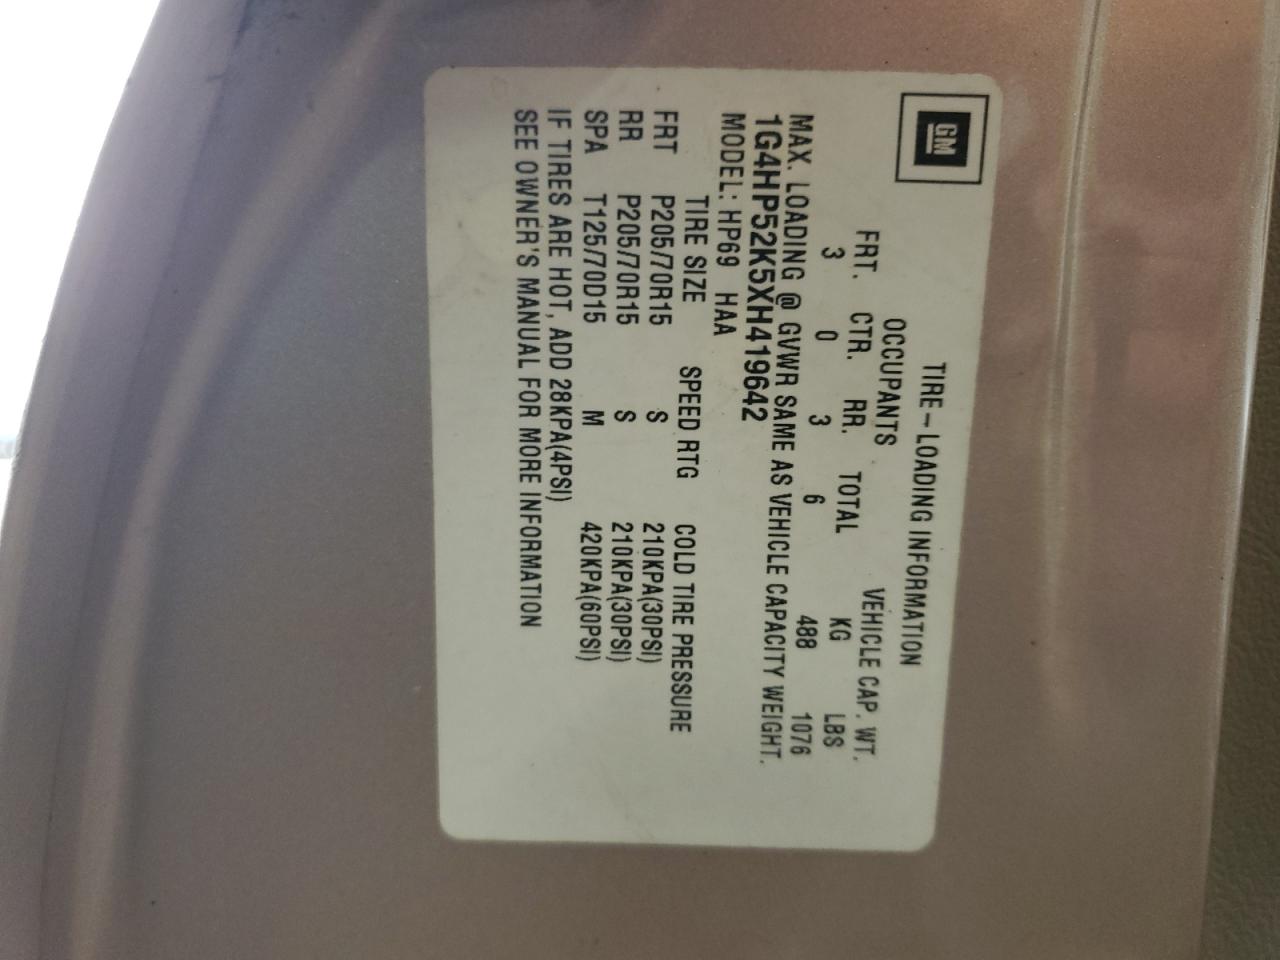 GM
TIRE-LOADING INFORMATION
OCCUPANTS VEHICLE CAP. WT.
FRT. CTR. RR. TOTAL KG LBS
3 0 3 6 488 1076
MAX. LOADING @ GVWR SAME AS VEHICLE CAPACITY WEIGHT.
1G4HP52K5XH419642
MODEL: HP69 HAA
TIRE SIZE SPEED RTG COLD TIRE PRESSURE
FRT P205/70R15 S 210KPA(30PSI)
RR P205/70R15 S 210KPA(30PSI)
SPA T125/70D15 M 420KPA(60PSI)
IF TIRES ARE HOT, ADD 28KPA(4PSI)
SEE OWNER'S MANUAL FOR MORE INFORMATION